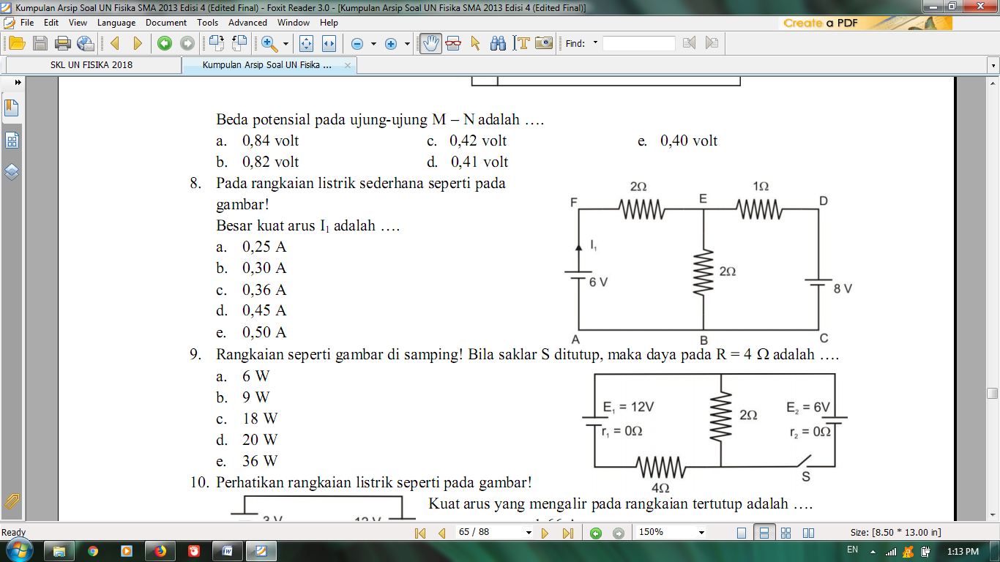 Kumpulan Arsip Soal UN Fisika SMA 2013 Edisi 4 (Edited Final) - Foxit Reader 3.0 - [Kumpulan Arsip Soal UN Fisika SMA 2013 Edisi 4 (Edited Final)]
File Edit View Language Document Tools Advanced Window Help
Create a PDF
Find:
SKL UN FISIKA 2018
Kumpulan Arsip Soal UN Fisika ...
Beda potensial pada ujung-ujung M – N adalah ….
a. 0,84 volt c. 0,42 volt e. 0,40 volt
b. 0,82 volt d. 0,41 volt
8. Pada rangkaian listrik sederhana seperti pada
gambar!
Besar kuat arus I₁ adalah ….
a. 0,25 A
b. 0,30 A
c. 0,36 A
d. 0,45 A
e. 0,50 A
2Ω 1Ω
F E D
I₁
2Ω
6 V
8 V
A B C
9. Rangkaian seperti gambar di samping! Bila saklar S ditutup, maka daya pada R = 4 Ω adalah ….
a. 6 W
b. 9 W
c. 18 W
d. 20 W
e. 36 W
E₁ = 12V
r₁ = 0Ω
2Ω
E₂ = 6V
r₂ = 0Ω
4Ω
S
10. Perhatikan rangkaian listrik seperti pada gambar!
Kuat arus yang mengalir pada rangkaian tertutup adalah ….
Ready
65 / 88
150%
Size: [8.50 * 13.00 in]
EN
1:13 PM